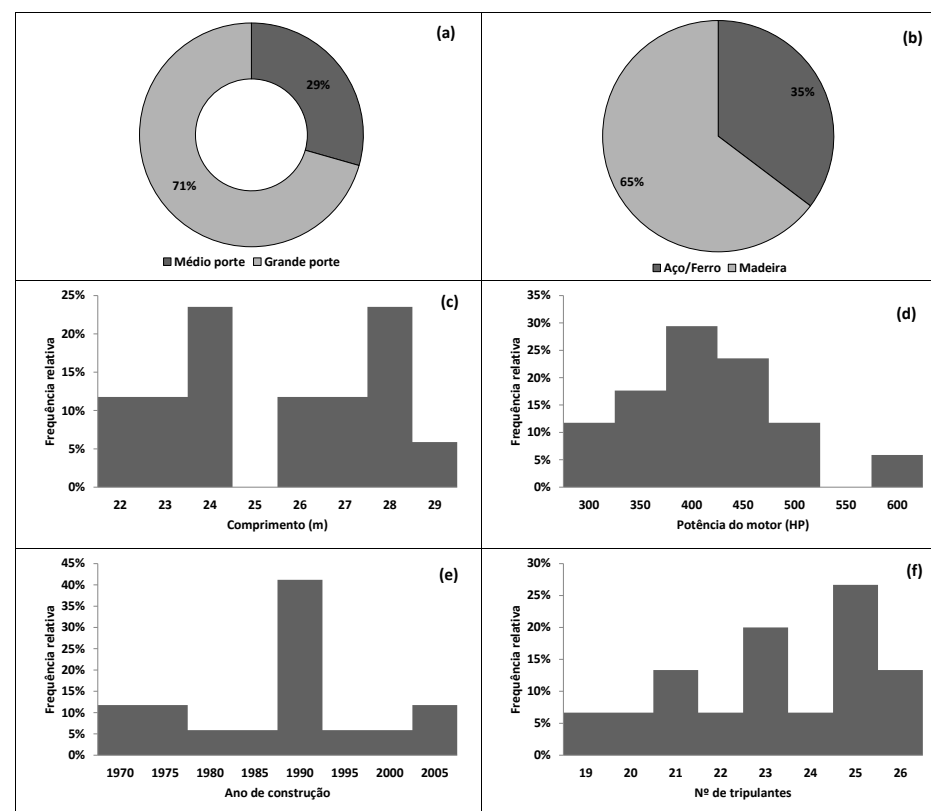 (a)
29%
71%
Médio porte Grande porte
(b)
35%
65%
Aço/Ferro Madeira
(c)
Frequência relativa
25%
20%
15%
10%
5%
0%
22 23 24 25 26 27 28 29
Comprimento (m)
(d)
Frequência relativa
35%
30%
25%
20%
15%
10%
5%
0%
300 350 400 450 500 550 600
Potência do motor (HP)
(e)
Frequência relativa
45%
40%
35%
30%
25%
20%
15%
10%
5%
0%
1970 1975 1980 1985 1990 1995 2000 2005
Ano de construção
(f)
Frequência relativa
30%
25%
20%
15%
10%
5%
0%
19 20 21 22 23 24 25 26
Nº de tripulantes